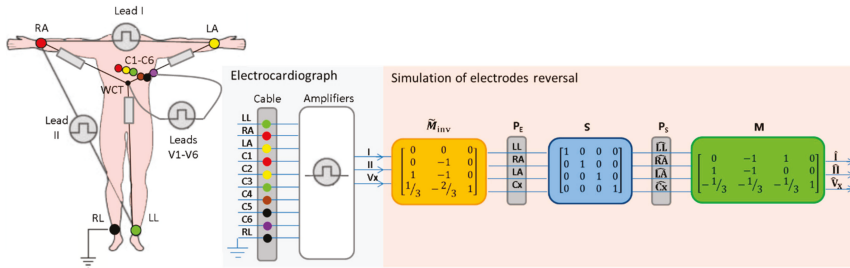 Lead I
RA
LA
C1-C6
WCT
Lead
II
Leads
V1-V6
RL
LL
Electrocardiograph
Cable
Amplifiers
LL
RA
LA
C1
C2
C3
C4
C5
C6
RL
I
II
Vx
Simulation of electrodes reversal
M̃inv
0 0 0
0 -1 0
1 -1 0
1/3 -2/3 1
PE
LL
RA
LA
Cx
S
1 0 0 0
0 1 0 0
0 0 1 0
0 0 0 1
PS
L̂L
R̂A
L̂A
Ĉx
M
0 -1 1 0
1 -1 0 0
-1/3 -1/3 -1/3 1
Î
ÎI
V̂x